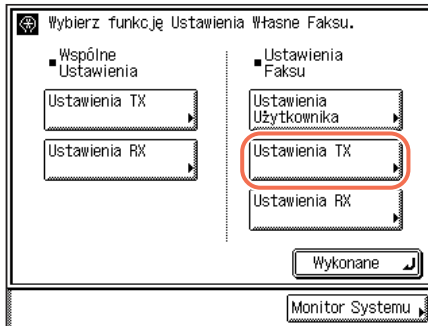 Wybierz funkcję Ustawienia Własne Faksu.
Wspólne
Ustawienia
Ustawienia TX
Ustawienia RX
Ustawienia
Faksu
Ustawienia
Użytkownika
Ustawienia TX
Ustawienia RX
Wykonane
Monitor Systemu